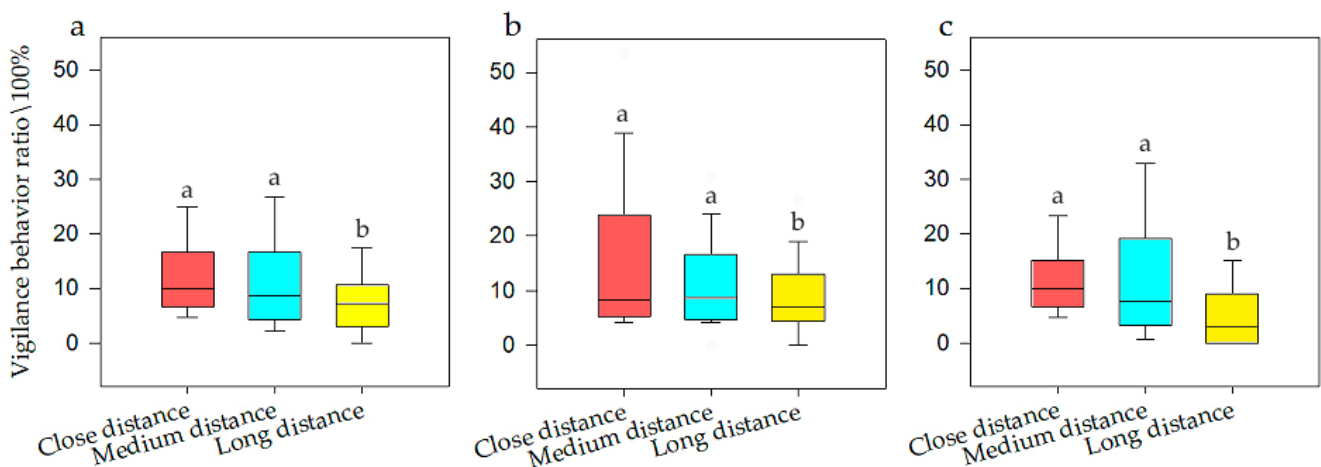 a
b
c
Vigilance behavior ratio \ 100%
50
40
30
20
10
0
a
a
b
Close distance
Medium distance
Long distance
50
40
30
20
10
0
a
a
b
Close distance
Medium distance
Long distance
50
40
30
20
10
0
a
a
b
Close distance
Medium distance
Long distance